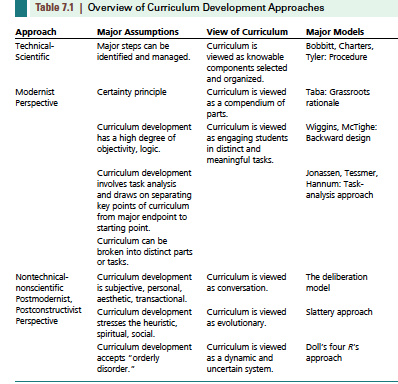 Table 7.1 | Overview of Curriculum Development Approaches
Approach Major Assumptions View of Curriculum Major Models
Technical- Major steps can be Curriculum is Bobbitt, Charters,
Scientific identified and managed. viewed as knowable Tyler: Procedure
components selected
and organized.
Modernist Certainty principle Curriculum is viewed Taba: Grassroots
Perspective as a compendium of rationale
parts.
Curriculum development Curriculum is viewed Wiggins, McTighe:
has a high degree of as engaging students Backward design
objectivity, logic. in distinct and
meaningful tasks.
Curriculum development Jonassen, Tessmer,
involves task analysis Hannum: Task-
and draws on separating analysis approach
key points of curriculum
from major endpoint to
starting point.
Curriculum can be
broken into distinct parts
or tasks.
Nontechnical- Curriculum development Curriculum is viewed The deliberation
nonscientific is subjective, personal, as conversation. model
Postmodernist, aesthetic, transactional.
Postconstructivist Curriculum development Curriculum is viewed Slattery approach
Perspective stresses the heuristic, as evolutionary.
spiritual, social.
Curriculum development Curriculum is viewed Doll's four R's
accepts "orderly as a dynamic and approach
disorder." uncertain system.